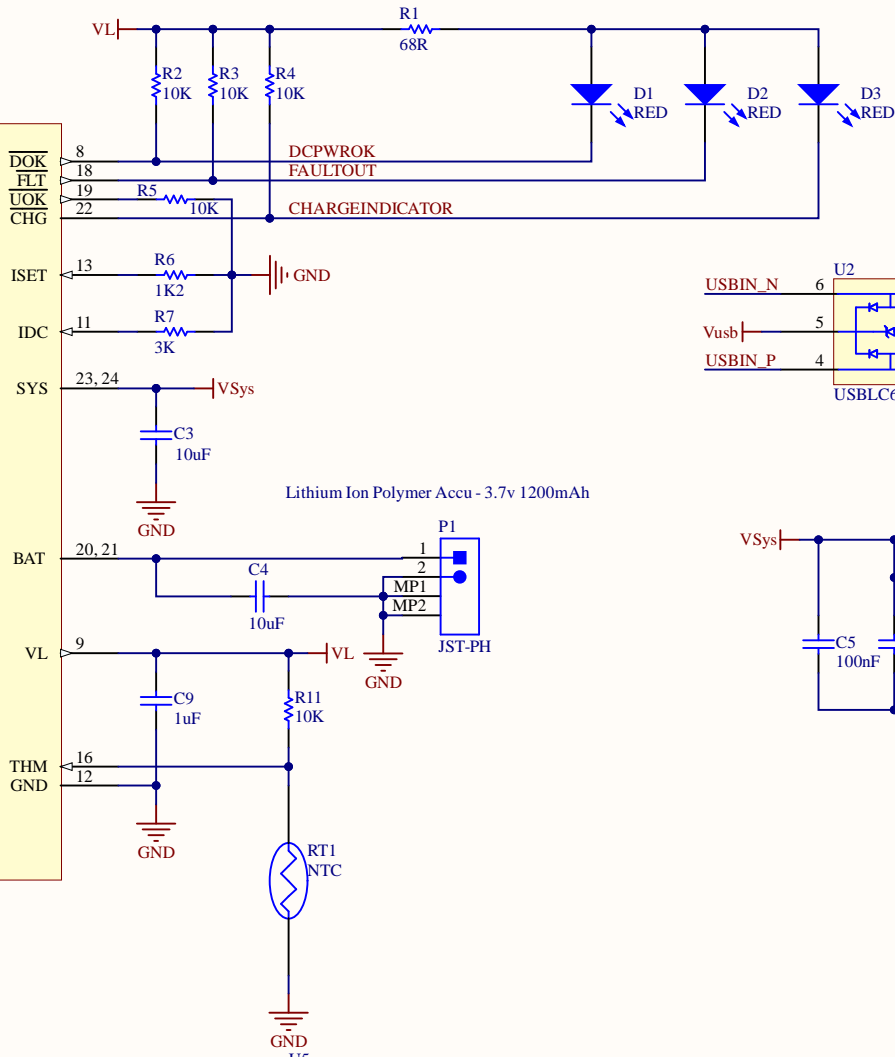 R1
VL
68R
R2
10K
R3
10K
R4
10K
D1
RED
D2
RED
D3
RED
DOK
8
DCPWROK
FLT
18
FAULTOUT
UOK
19
R5
10K
CHG
22
CHARGEINDICATOR
ISET
13
R6
1K2
GND
U2
USBIN_N
6
IDC
11
R7
3K
Vusb
5
USBIN_P
4
USBLC6
SYS
23, 24
VSys
C3
10uF
GND
Lithium Ion Polymer Accu - 3.7v 1200mAh
P1
BAT
20, 21
1
2
MP1
MP2
JST-PH
C4
10uF
GND
VSys
C5
100nF
VL
9
VL
C9
1uF
R11
10K
THM
16
GND
12
GND
RT1
NTC
GND